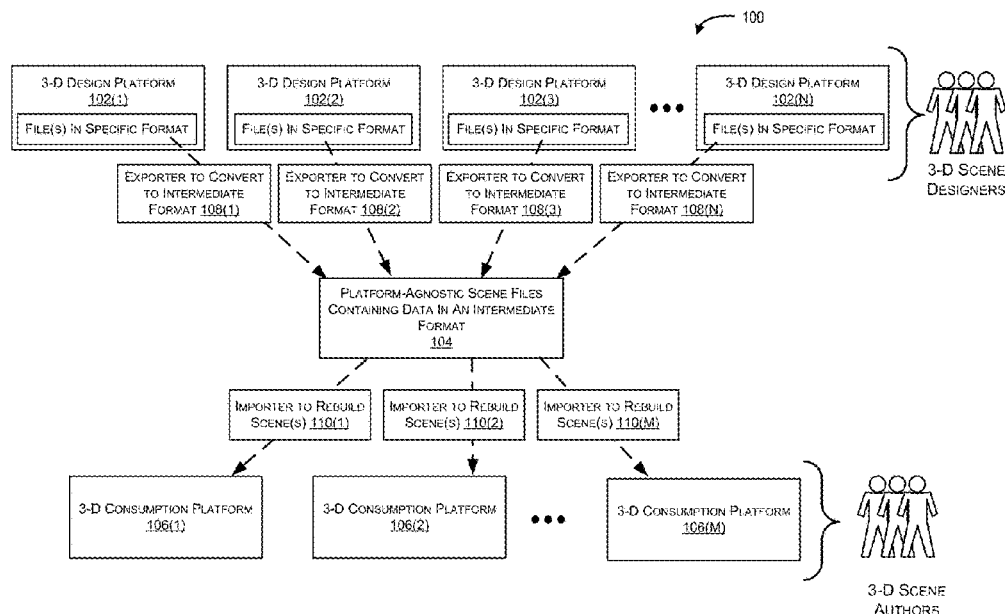 100
3-D DESIGN PLATFORM
102(1)
FILE(S) IN SPECIFIC FORMAT
3-D DESIGN PLATFORM
102(2)
FILE(S) IN SPECIFIC FORMAT
3-D DESIGN PLATFORM
102(3)
FILE(S) IN SPECIFIC FORMAT
3-D DESIGN PLATFORM
102(N)
FILE(S) IN SPECIFIC FORMAT
3-D SCENE
DESIGNERS
EXPORTER TO CONVERT
TO INTERMEDIATE
FORMAT 108(1)
EXPORTER TO CONVERT
TO INTERMEDIATE
FORMAT 108(2)
EXPORTER TO CONVERT
TO INTERMEDIATE
FORMAT 108(3)
EXPORTER TO CONVERT
TO INTERMEDIATE
FORMAT 108(N)
PLATFORM-AGNOSTIC SCENE FILES
CONTAINING DATA IN AN INTERMEDIATE
FORMAT
104
IMPORTER TO REBUILD
SCENE(S) 110(1)
IMPORTER TO REBUILD
SCENE(S) 110(2)
IMPORTER TO REBUILD
SCENE(S) 110(M)
3-D CONSUMPTION PLATFORM
106(1)
3-D CONSUMPTION PLATFORM
106(2)
3-D CONSUMPTION PLATFORM
106(M)
3-D SCENE
AUTHORS